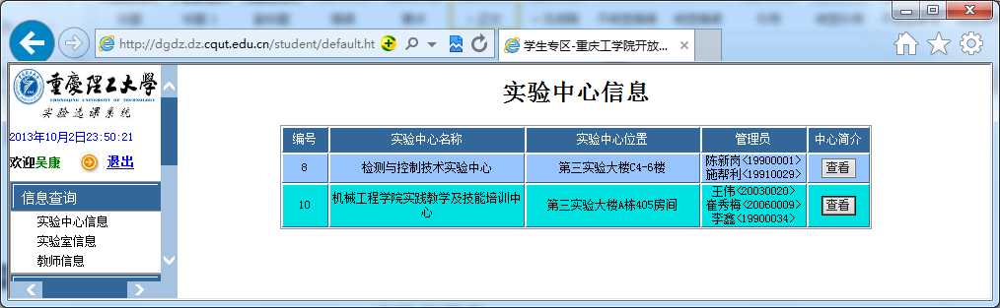 http://dgdz.dz.cqut.edu.cn/student/default.ht
学生专区-重庆工学院开放...
重慶理工大學
CHONGQING UNIVERSITY OF TECHNOLOGY
实验选课系统
2013年10月2日23:50:21
欢迎吴康 退出
信息查询
实验中心信息
实验室信息
教师信息
实验中心信息
编号 实验中心名称 实验中心位置 管理员 中心简介
8 检测与控制技术实验中心 第三实验大楼C4-6楼 陈新岗<19900001> 查看
施帮利<19910029>
10 机械工程学院实践教学及技能培训中 第三实验大楼A栋405房间 王伟<20030020> 查看
心 崔秀梅<20060009>
李鑫<19900034>